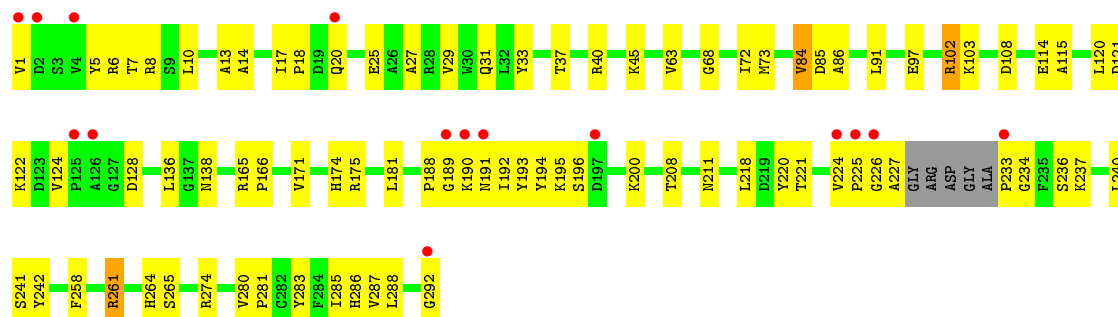 V1 D2 S3 V4 Y5 R6 T7 R8 S9 L10 A13 A14 I17 P18 D19 Q20 E25 A26 A27 R28 V29 W30 Q31 L32 Y33 T37 R40 K45 V63 G68 I72 M73 V84 D85 A86 L91 E97 R102 K103 D108 E114 A115 L120 D121
K122 D123 V124 P125 A126 G127 D128 L136 G137 N138 R165 P166 V171 H174 R175 L181 P188 G189 K190 N191 I192 Y193 Y194 K195 S196 D197 K200 T208 N211 L218 D219 Y220 T221 V224 P225 G226 A227 GLY ARG ASP GLY ALA P233 G234 F235 S236 K237 L240
S241 Y242 F258 R261 H264 S265 R274 V280 P281 C282 Y283 F284 I285 H286 V287 L288 G292